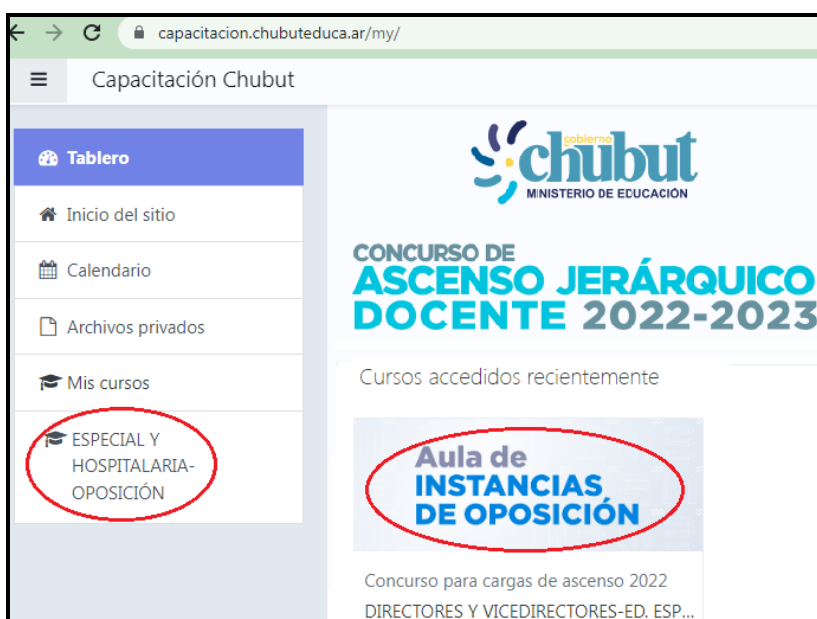 capacitacion.chubuteduca.ar/my/
Capacitación Chubut
Tablero
Inicio del sitio
Calendario
Archivos privados
Mis cursos
ESPECIAL Y
HOSPITALARIA-
OPOSICIÓN
gobierno
chubut
MINISTERIO DE EDUCACIÓN
CONCURSO DE
ASCENSO JERÁRQUICO
DOCENTE 2022-2023
Cursos accedidos recientemente
Aula de
INSTANCIAS
DE OPOSICIÓN
Concurso para cargas de ascenso 2022
DIRECTORES Y VICEDIRECTORES-ED. ESP...